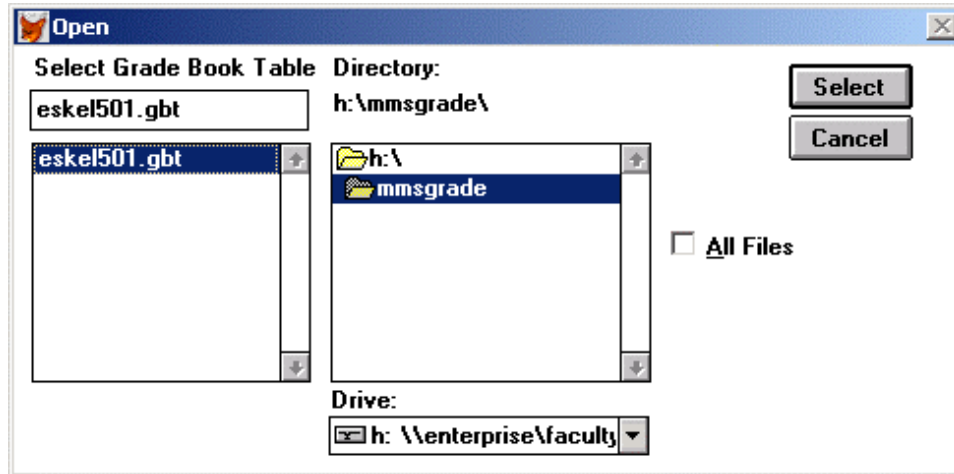 Open
Select Grade Book Table
Directory:
eskel501.gbt
h:\mmsgrade\
Select
Cancel
eskel501.gbt
h:\
mmsgrade
All Files
Drive:
h: \\enterprise\faculty